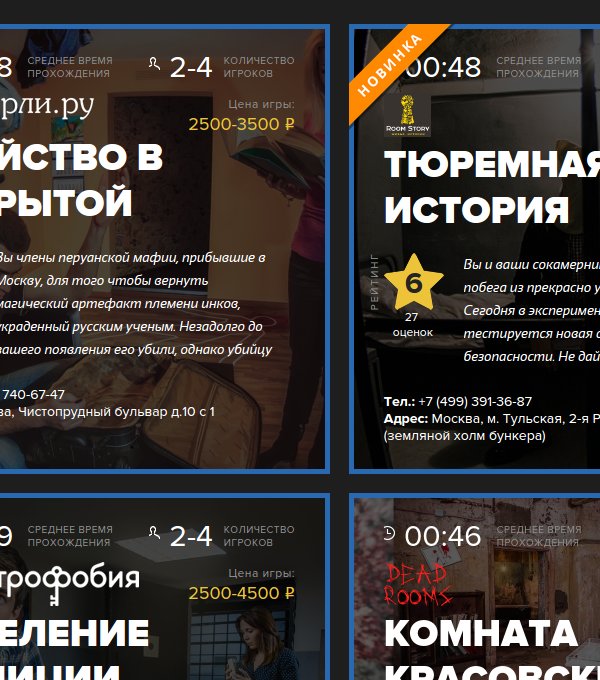 8 СРЕДНЕЕ ВРЕМЯ
ПРОХОЖДЕНИЯ
2-4 КОЛИЧЕСТВО
ИГРОКОВ
рли.ру
Цена игры:
2500-3500 ₽
ЙСТВО В
РЫТОЙ
Вы члены перуанской мафии, прибывшие в
Москву, для того чтобы вернуть
магический артефакт племени инков,
украденный русским ученым. Незадолго до
вашего появления его убили, однако убийцу
740-67-47
ва, Чистопрудный бульвар д.10 с 1
НОВИНКА
00:48 СРЕДНЕЕ ВРЕМЯ
ПРОХОЖДЕНИЯ
ROOM STORY
ТЮРЕМНАЯ
ИСТОРИЯ
РЕЙТИНГ
6
27
оценок
Вы и ваши сокамерни
побега из прекрасно у
Сегодня в эксперимен
тестируется новая с
безопасности. Не дай
Тел.: +7 (499) 391-36-87
Адрес: Москва, м. Тульская, 2-я Р
(земляной холм бункера)
9 СРЕДНЕЕ ВРЕМЯ
ПРОХОЖДЕНИЯ
2-4 КОЛИЧЕСТВО
ИГРОКОВ
трофобия
Цена игры:
2500-4500 ₽
ЕЛЕНИЕ
ИЦИИ
00:46 СРЕДНЕЕ ВРЕМЯ
ПРОХОЖДЕНИЯ
DEAD
ROOMS
КОМНАТА
КРАСОВСК